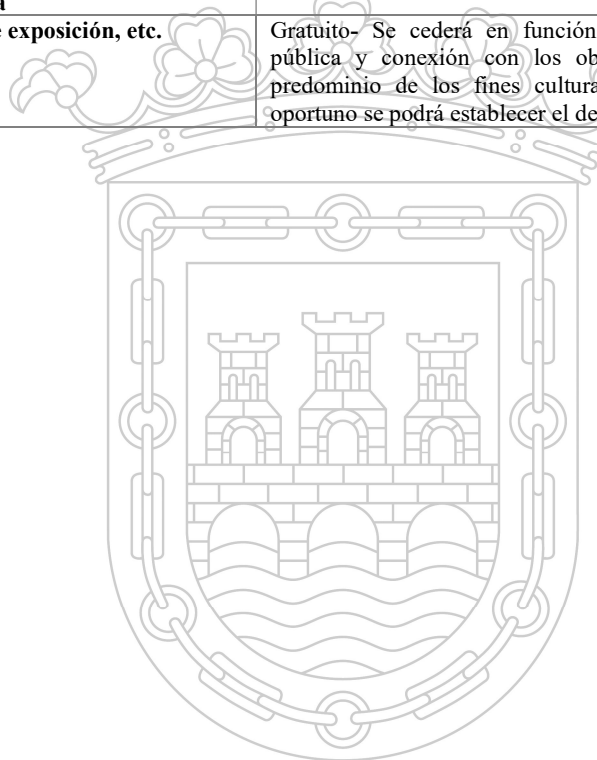 a
e exposición, etc.
Gratuito- Se cederá en función
pública y conexión con los ob
predominio de los fines cultura
oportuno se podrá establecer el de